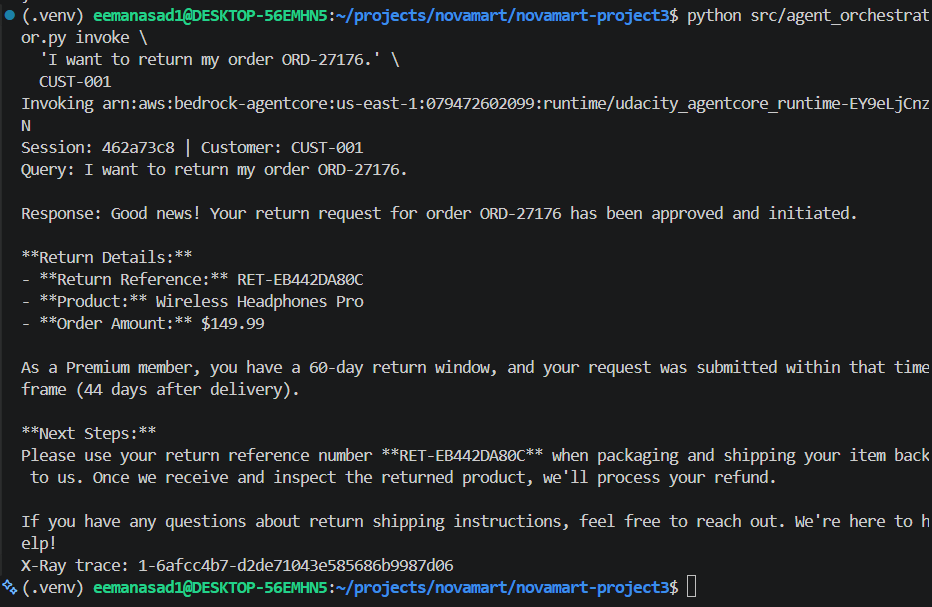 (.venv) eemanasad1@DESKTOP-56EMHN5:~/projects/novamart/novamart-project3$ python src/agent_orchestrat
or.py invoke \
  'I want to return my order ORD-27176.' \
  CUST-001
Invoking arn:aws:bedrock-agentcore:us-east-1:079472602099:runtime/udacity_agentcore_runtime-EY9eLjCnz
N
Session: 462a73c8 | Customer: CUST-001
Query: I want to return my order ORD-27176.

Response: Good news! Your return request for order ORD-27176 has been approved and initiated.

**Return Details:**
- **Return Reference:** RET-EB442DA80C
- **Product:** Wireless Headphones Pro
- **Order Amount:** $149.99

As a Premium member, you have a 60-day return window, and your request was submitted within that time
frame (44 days after delivery).

**Next Steps:**
Please use your return reference number **RET-EB442DA80C** when packaging and shipping your item back
 to us. Once we receive and inspect the returned product, we'll process your refund.

If you have any questions about return shipping instructions, feel free to reach out. We're here to h
elp!
X-Ray trace: 1-6afcc4b7-d2de71043e585686b9987d06
(.venv) eemanasad1@DESKTOP-56EMHN5:~/projects/novamart/novamart-project3$